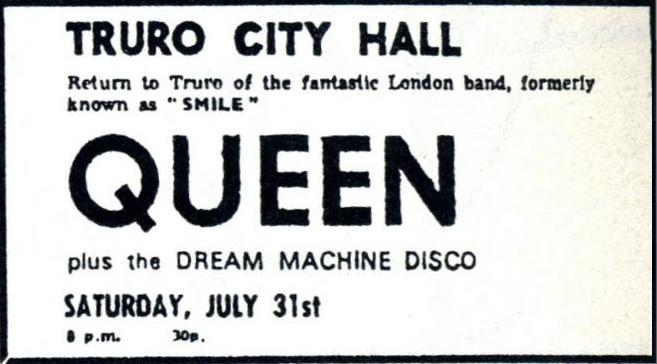 TRURO CITY HALL
Return to Truro of the fantastic London band, formerly
known as "SMILE"
QUEEN
plus the DREAM MACHINE DISCO
SATURDAY, JULY 31st
8 p.m. 30p.